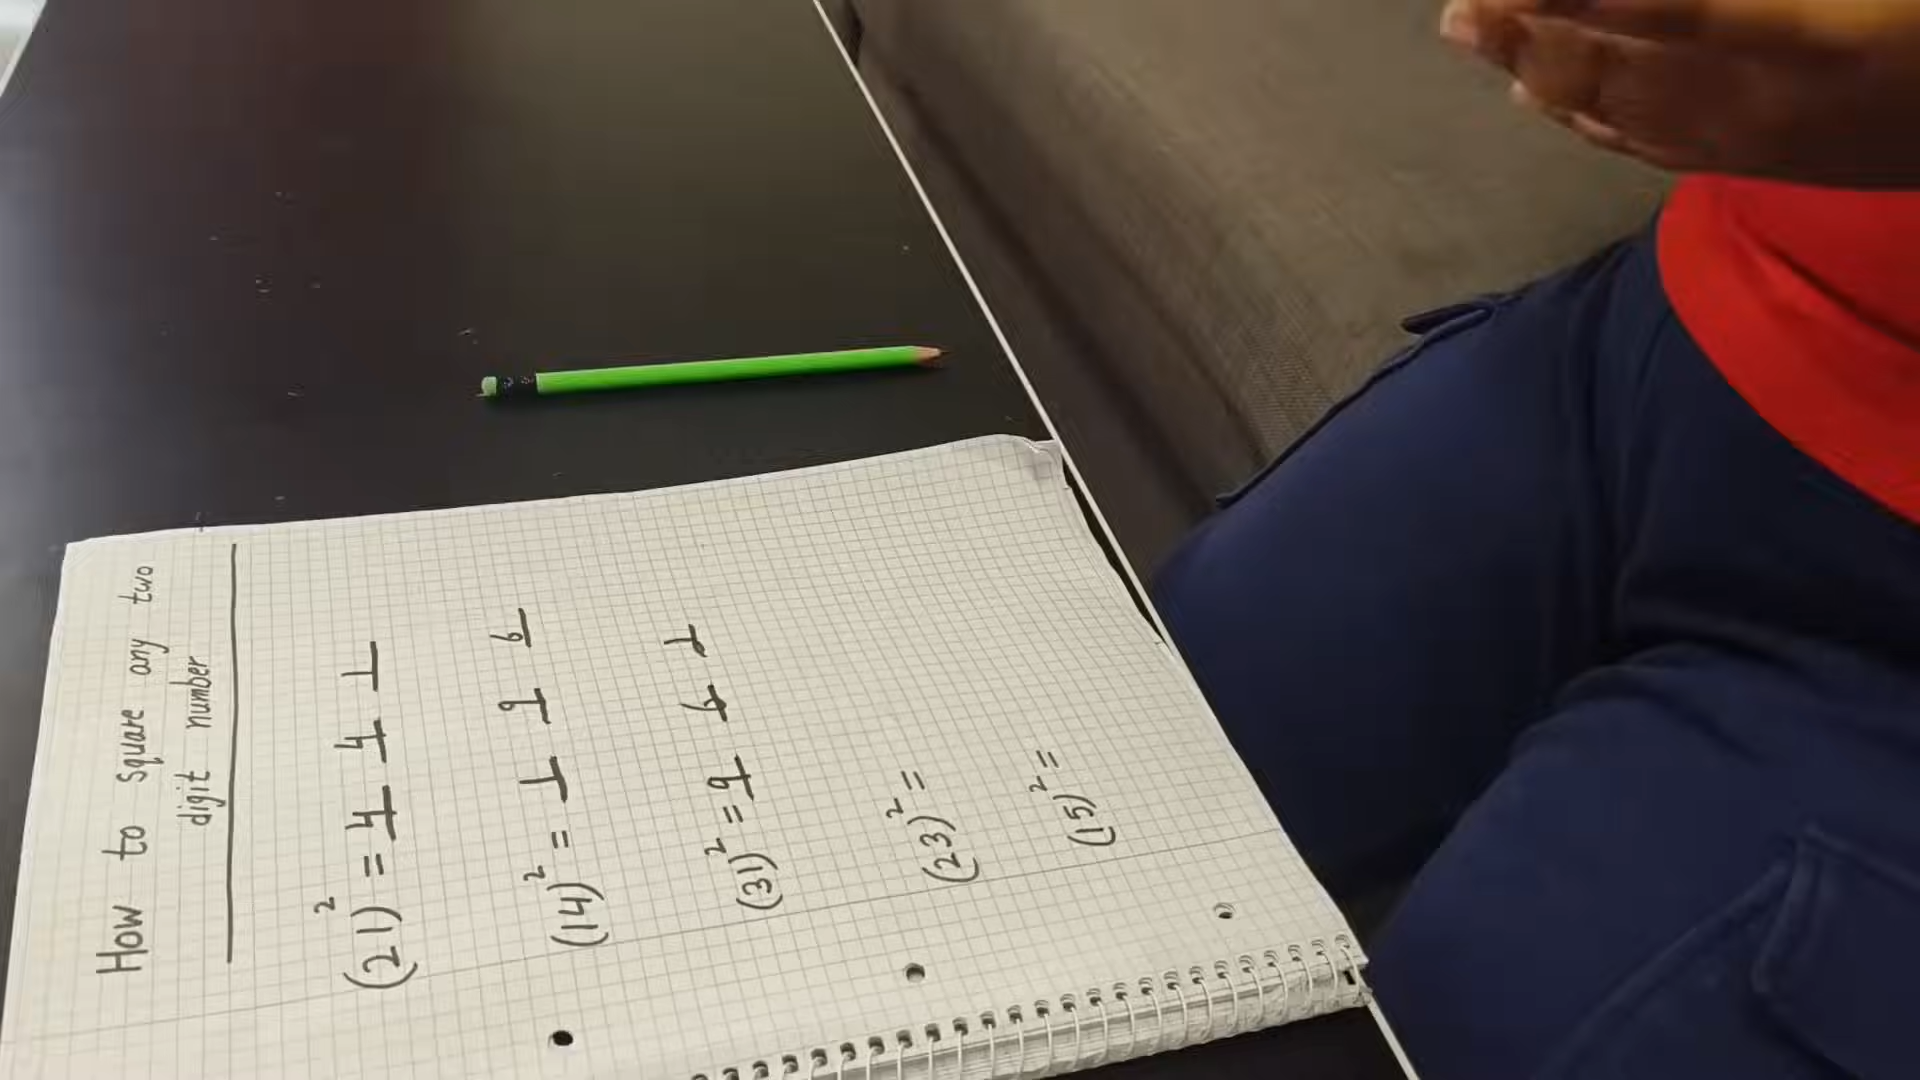 How to square any two
digit number
(21)² = 4 4 1
(14)² = 1 9 6
(31)² = 9 6 1
(23)² =
(15)² =